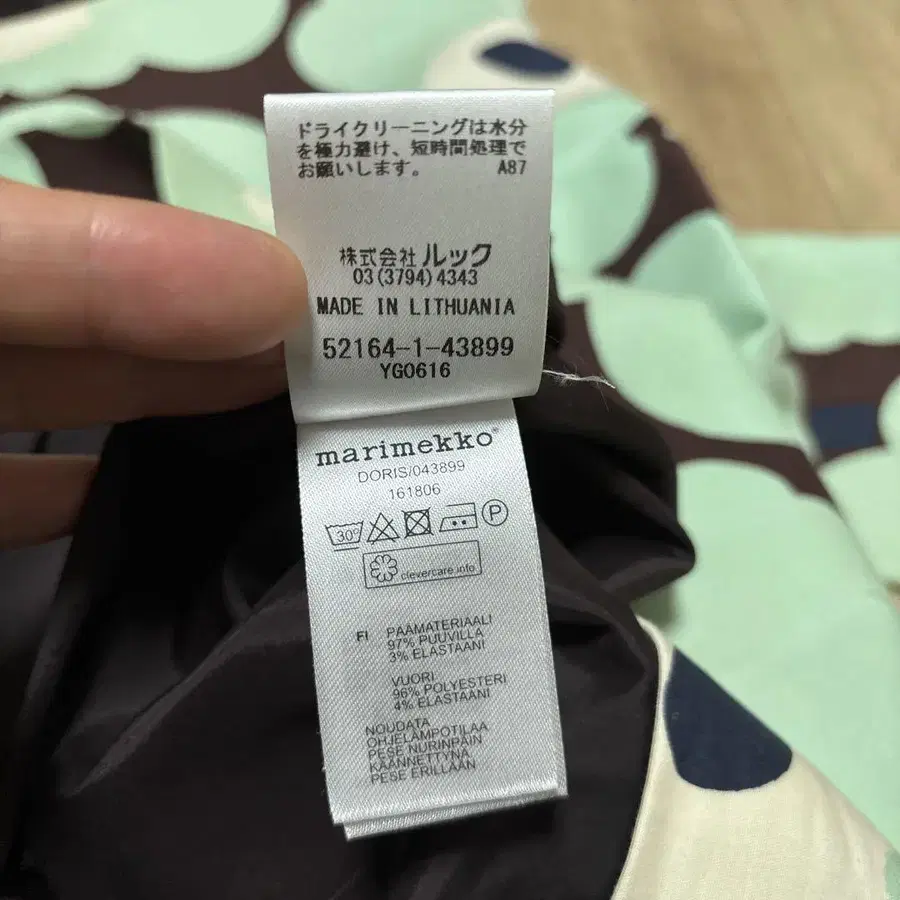 ドライクリーニングは水分
を極力避け、短時間処理で
お願いします。 A87
株式会社 ルック
03(3794)4343
MADE IN LITHUANIA
52164-1-43899
YG0616
marimekko®
DORIS/043899
161806
30°
P
clevercare.info
FI PÄÄMATERIAALI
97% PUUVILLA
3% ELASTAANI
VUORI
96% POLYESTERI
4% ELASTAANI
NOUDATA
OHJELÄMPÖTILAA
PESE NURINPÄIN
KÄÄNNETTYNÄ
PESE ERILLÄÄN